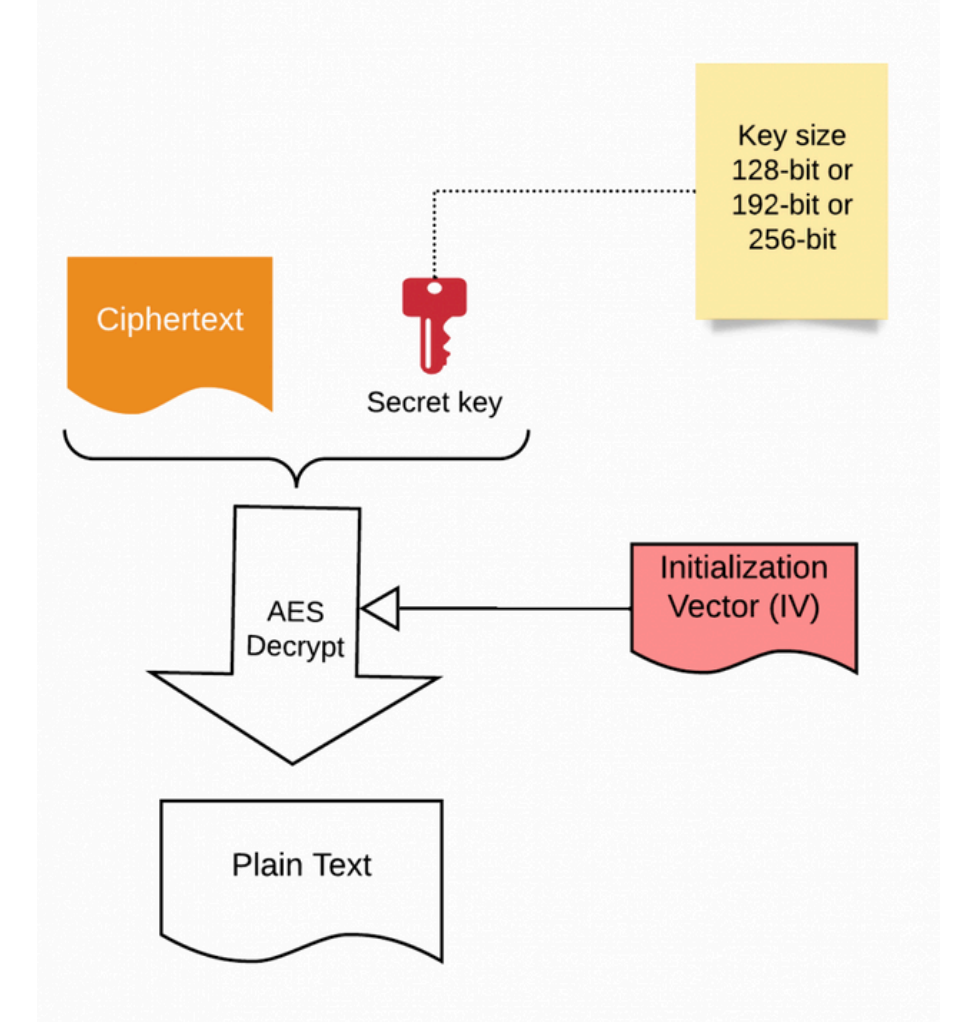 Key size
128-bit or
192-bit or
256-bit
Ciphertext
Secret key
Initialization
Vector (IV)
AES
Decrypt
Plain Text